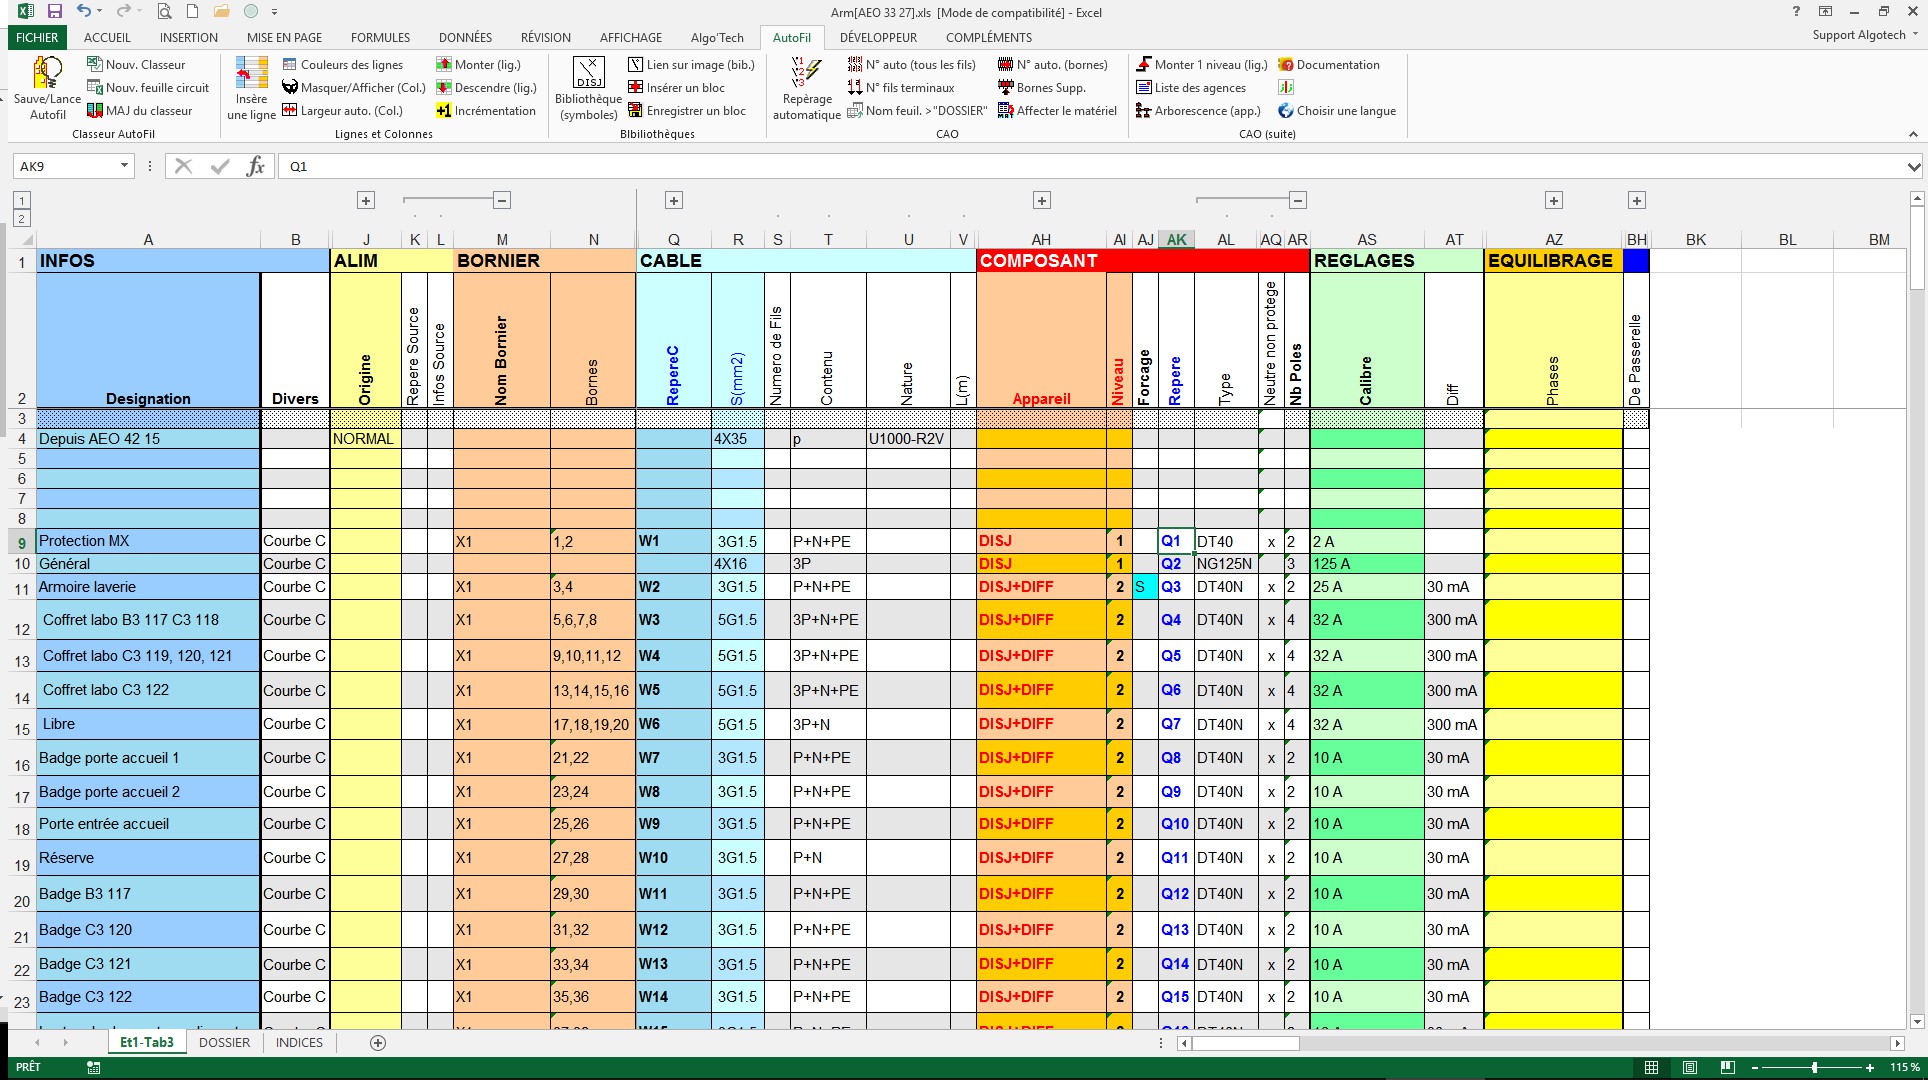 Arm[AEO 33 27].xls [Mode de compatibilité] - Excel
FICHIER ACCUEIL INSERTION MISE EN PAGE FORMULES DONNÉES RÉVISION AFFICHAGE Algo'Tech AutoFil DÉVELOPPEUR COMPLÉMENTS Support Algotech
Sauve/Lance Autofil
Nouv. Classeur
Nouv. feuille circuit
MAJ du classeur
Classeur AutoFil
Insère une ligne
Couleurs des lignes
Masquer/Afficher (Col.)
Largeur auto. (Col.)
Monter (lig.)
Descendre (lig.)
Incrémentation
Lignes et Colonnes
DISJ
Bibliothèque (symboles)
Lien sur image (bib.)
Insérer un bloc
Enregistrer un bloc
BIbliothèques
Repèrage automatique
N° auto (tous les fils)
N° fils terminaux
Nom feuil. >"DOSSIER"
N° auto. (bornes)
Bornes Supp.
Affecter le matériel
CAO
Monter 1 niveau (lig.)
Liste des agences
Arborescence (app.)
Documentation
Choisir une langue
CAO (suite)
AK9 fx Q1
1
2
A B J K L M N Q R S T U V AH AI AJ AK AL AQ AR AS AT AZ BH BK BL BM
1 INFOS ALIM BORNIER CABLE COMPOSANT REGLAGES EQUILIBRAGE
2 Designation Divers Origine Repere Source Infos Source Nom Bornier Bornes RepereC S(mm2) Numero de Fils Contenu Nature L(m) Appareil Niveau Forcage Repere Type Neutre non protege Nb Poles Calibre Diff Phases De Passerelle
3
4 Depuis AEO 42 15 NORMAL 4X35 p U1000-R2V
5
6
7
8
9 Protection MX Courbe C X1 1,2 W1 3G1.5 P+N+PE DISJ 1 Q1 DT40 x 2 2 A
10 Général Courbe C 4X16 3P DISJ 1 Q2 NG125N 3 125 A
11 Armoire laverie Courbe C X1 3,4 W2 3G1.5 P+N+PE DISJ+DIFF 2 S Q3 DT40N x 2 25 A 30 mA
12 Coffret labo B3 117 C3 118 Courbe C X1 5,6,7,8 W3 5G1.5 3P+N+PE DISJ+DIFF 2 Q4 DT40N x 4 32 A 300 mA
13 Coffret labo C3 119, 120, 121 Courbe C X1 9,10,11,12 W4 5G1.5 3P+N+PE DISJ+DIFF 2 Q5 DT40N x 4 32 A 300 mA
14 Coffret labo C3 122 Courbe C X1 13,14,15,16 W5 5G1.5 3P+N+PE DISJ+DIFF 2 Q6 DT40N x 4 32 A 300 mA
15 Libre Courbe C X1 17,18,19,20 W6 5G1.5 3P+N DISJ+DIFF 2 Q7 DT40N x 4 32 A 300 mA
16 Badge porte accueil 1 Courbe C X1 21,22 W7 3G1.5 P+N+PE DISJ+DIFF 2 Q8 DT40N x 2 10 A 30 mA
17 Badge porte accueil 2 Courbe C X1 23,24 W8 3G1.5 P+N+PE DISJ+DIFF 2 Q9 DT40N x 2 10 A 30 mA
18 Porte entrée accueil Courbe C X1 25,26 W9 3G1.5 P+N+PE DISJ+DIFF 2 Q10 DT40N x 2 10 A 30 mA
19 Réserve Courbe C X1 27,28 W10 3G1.5 P+N DISJ+DIFF 2 Q11 DT40N x 2 10 A 30 mA
20 Badge B3 117 Courbe C X1 29,30 W11 3G1.5 P+N+PE DISJ+DIFF 2 Q12 DT40N x 2 10 A 30 mA
21 Badge C3 120 Courbe C X1 31,32 W12 3G1.5 P+N+PE DISJ+DIFF 2 Q13 DT40N x 2 10 A 30 mA
22 Badge C3 121 Courbe C X1 33,34 W13 3G1.5 P+N+PE DISJ+DIFF 2 Q14 DT40N x 2 10 A 30 mA
23 Badge C3 122 Courbe C X1 35,36 W14 3G1.5 P+N+PE DISJ+DIFF 2 Q15 DT40N x 2 10 A 30 mA
Et1-Tab3 DOSSIER INDICES
PRÊT 115 %